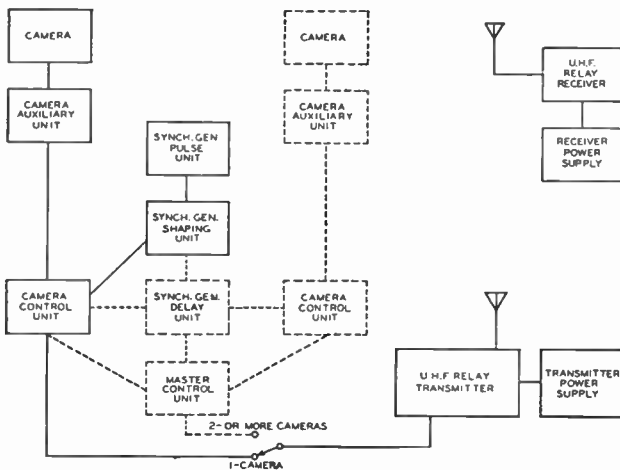 CAMERA
CAMERA
AUXILIARY
UNIT
SYNCH. GEN
PULSE
UNIT
SYNCH. GEN.
SHAPING
UNIT
CAMERA
CONTROL
UNIT
SYNCH. GEN.
DELAY
UNIT
MASTER
CONTROL
UNIT
CAMERA
CAMERA
AUXILIARY
UNIT
CAMERA
CONTROL
UNIT
2- OR MORE CAMERAS
1-CAMERA
U.H.F.
RELAY
RECEIVER
RECEIVER
POWER
SUPPLY
U.H.F RELAY
TRANSMITTER
TRANSMITTER
POWER
SUPPLY